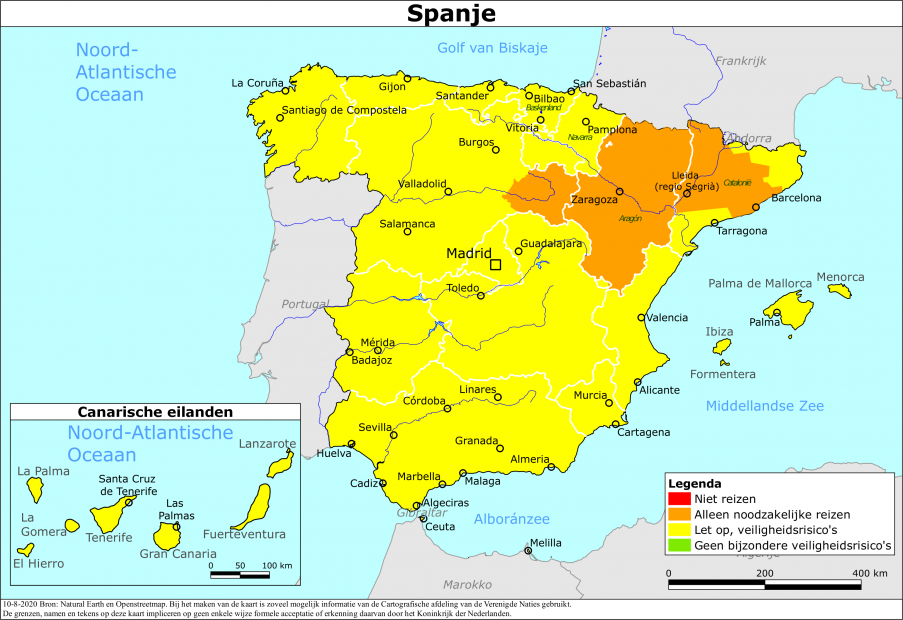 Spanje
Noord-
Atlantische
Oceaan
Golf van Biskaje
Frankrijk
La Coruña
Gijon
Santander
San Sebastián
Bilbao
Baskenland
Santiago de Compostela
Vitoria
Navarra
Pamplona
Andorra
Burgos
Lleida
(regio Ségrià)
Catalonië
Valladolid
Zaragoza
Barcelona
Aragón
Salamanca
Tarragona
Guadalajara
Madrid
Toledo
Palma de Mallorca
Menorca
Portugal
Valencia
Palma
Ibiza
Mérida
Badajoz
Formentera
Linares
Alicante
Córdoba
Murcia
Middellandse Zee
Canarische eilanden
Sevilla
Cartagena
Noord-Atlantische
Oceaan
Lanzarote
Huelva
Granada
Almeria
La Palma
Santa Cruz
de Tenerife
Cadiz
Marbella
Malaga
Legenda
Niet reizen
Alleen noodzakelijke reizen
Let op, veiligheidsrisico's
Geen bijzondere veiligheidsrisico's
Las
Palmas
Algeciras
Gibraltar
Ceuta
Alboránzee
La
Gomera
Tenerife
Fuerteventura
Gran Canaria
El Hierro
Melilla
Algerije
0 50 100 km
0 200 400 km
Marokko
10-8-2020 Bron: Natural Earth en Openstreetmap. Bij het maken van de kaart is zoveel mogelijk informatie van de Cartografische afdeling van de Verenigde Naties gebruikt.
De grenzen, namen en tekens op deze kaart impliceren op geen enkele wijze formele acceptatie of erkenning daarvan door het Koninkrijk der Nederlanden.